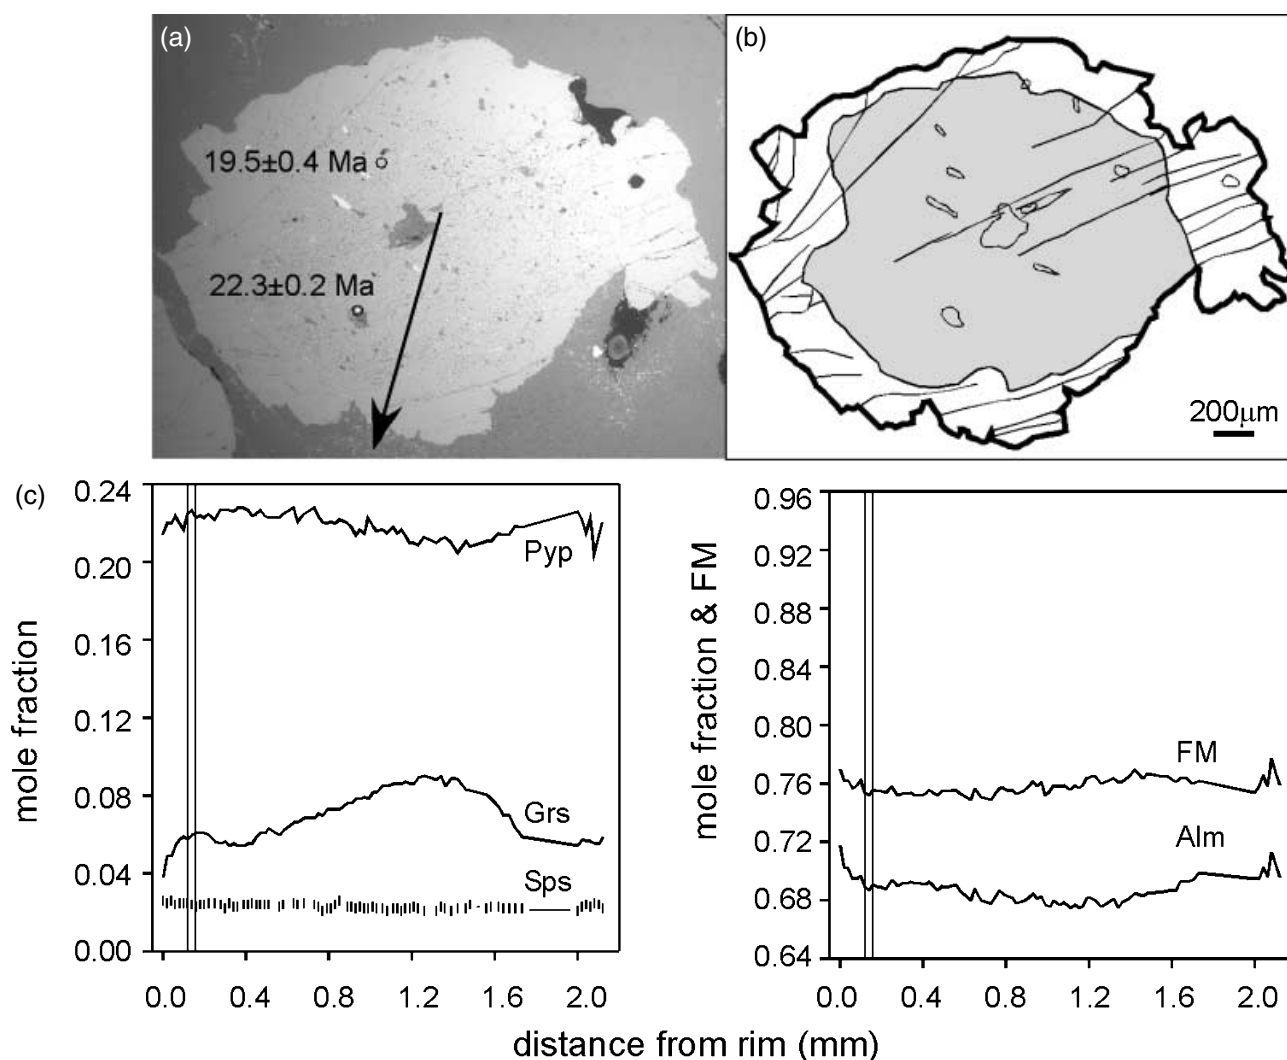 (a)
19.5±0.4 Ma
22.3±0.2 Ma
(b)
200μm
(c)
mole fraction
0.24
0.20
0.16
0.12
0.08
0.04
0.00
Pyp
Grs
Sps
0.0 0.4 0.8 1.2 1.6 2.0
mole fraction & FM
0.96
0.92
0.88
0.84
0.80
0.76
0.72
0.68
0.64
FM
Alm
0.0 0.4 0.8 1.2 1.6 2.0
distance from rim (mm)